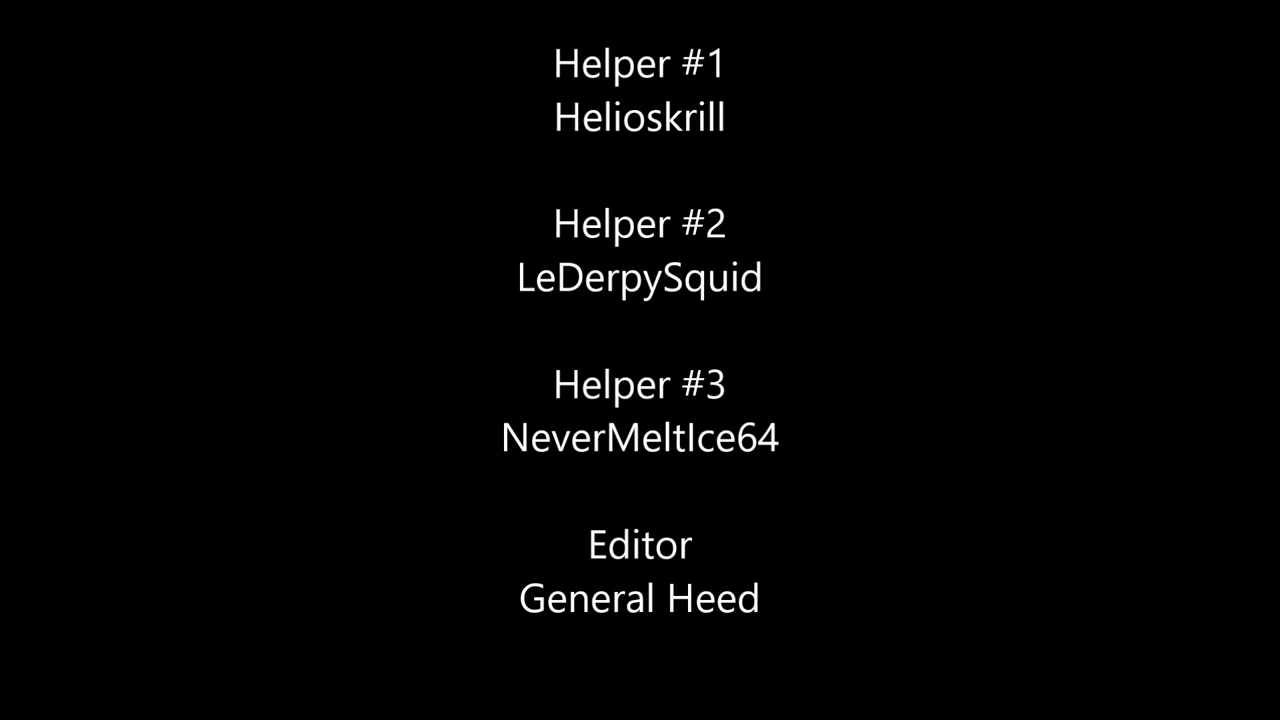 Helper #1
Helioskrill
Helper #2
LeDerpySquid
Helper #3
NeverMeltIce64
Editor
General Heed